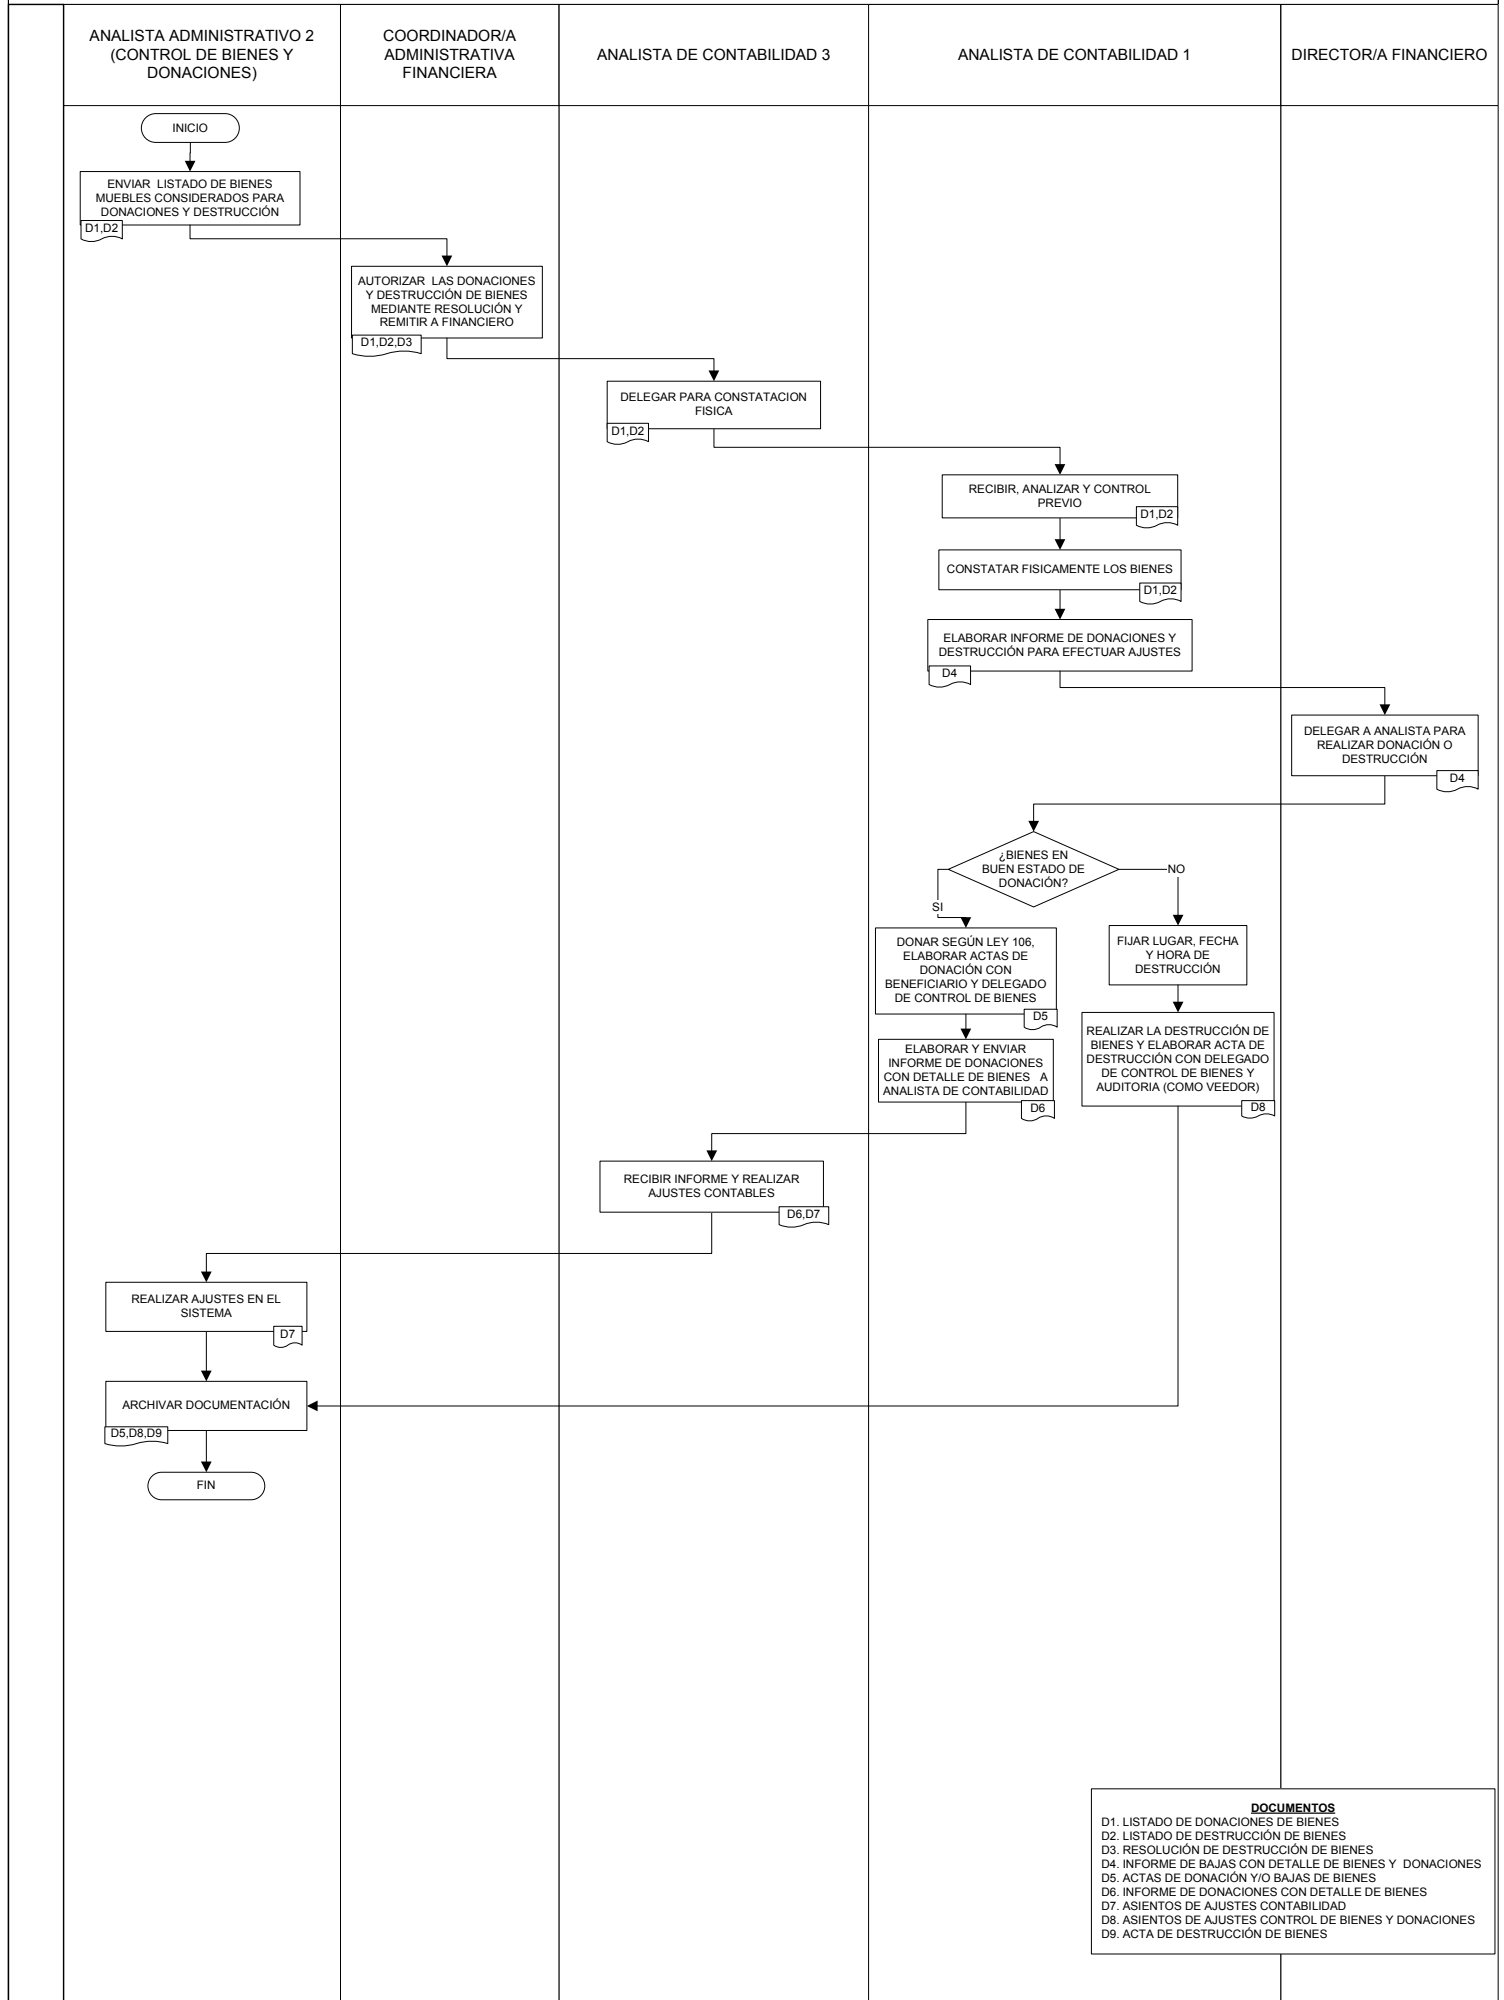 ANALISTA ADMINISTRATIVO 2
(CONTROL DE BIENES Y
DONACIONES)
COORDINADOR/A
ADMINISTRATIVA
FINANCIERA
ANALISTA DE CONTABILIDAD 3
ANALISTA DE CONTABILIDAD 1
DIRECTOR/A FINANCIERO
INICIO
ENVIAR LISTADO DE BIENES
MUEBLES CONSIDERADOS PARA
DONACIONES Y DESTRUCCIÓN
D1,D2
AUTORIZAR LAS DONACIONES
Y DESTRUCCIÓN DE BIENES
MEDIANTE RESOLUCIÓN Y
REMITIR A FINANCIERO
D1,D2,D3
DELEGAR PARA CONSTATACION
FISICA
D1,D2
RECIBIR, ANALIZAR Y CONTROL
PREVIO
D1,D2
CONSTATAR FISICAMENTE LOS BIENES
D1,D2
ELABORAR INFORME DE DONACIONES Y
DESTRUCCIÓN PARA EFECTUAR AJUSTES
D4
DELEGAR A ANALISTA PARA
REALIZAR DONACIÓN O
DESTRUCCIÓN
D4
¿BIENES EN
BUEN ESTADO DE
DONACIÓN?
NO
SI
DONAR SEGÚN LEY 106,
ELABORAR ACTAS DE
DONACIÓN CON
BENEFICIARIO Y DELEGADO
DE CONTROL DE BIENES
D5
FIJAR LUGAR, FECHA
Y HORA DE
DESTRUCCIÓN
ELABORAR Y ENVIAR
INFORME DE DONACIONES
CON DETALLE DE BIENES A
ANALISTA DE CONTABILIDAD
D6
REALIZAR LA DESTRUCCIÓN DE
BIENES Y ELABORAR ACTA DE
DESTRUCCIÓN CON DELEGADO
DE CONTROL DE BIENES Y
AUDITORIA (COMO VEEDOR)
D8
RECIBIR INFORME Y REALIZAR
AJUSTES CONTABLES
D6,D7
REALIZAR AJUSTES EN EL
SISTEMA
D7
ARCHIVAR DOCUMENTACIÓN
D5,D8,D9
FIN
DOCUMENTOS
D1. LISTADO DE DONACIONES DE BIENES
D2. LISTADO DE DESTRUCCIÓN DE BIENES
D3. RESOLUCIÓN DE DESTRUCCIÓN DE BIENES
D4. INFORME DE BAJAS CON DETALLE DE BIENES Y DONACIONES
D5. ACTAS DE DONACIÓN Y/O BAJAS DE BIENES
D6. INFORME DE DONACIONES CON DETALLE DE BIENES
D7. ASIENTOS DE AJUSTES CONTABILIDAD
D8. ASIENTOS DE AJUSTES CONTROL DE BIENES Y DONACIONES
D9. ACTA DE DESTRUCCIÓN DE BIENES